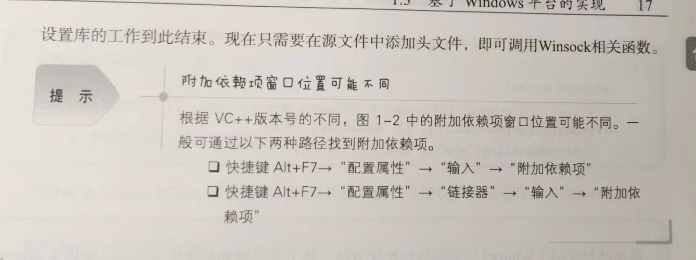 1.3 基于 Windows 平台的实现 17
设置库的工作到此结束。现在只需要在源文件中添加头文件，即可调用Winsock相关函数。
提 示
附加依赖项窗口位置可能不同
根据 VC++版本号的不同，图 1-2 中的附加依赖项窗口位置可能不同。一
般可通过以下两种路径找到附加依赖项。
❑ 快捷键 Alt+F7→ “配置属性” → “输入” → “附加依赖项”
❑ 快捷键 Alt+F7→ “配置属性” → “链接器” → “输入” → “附加依
赖项”